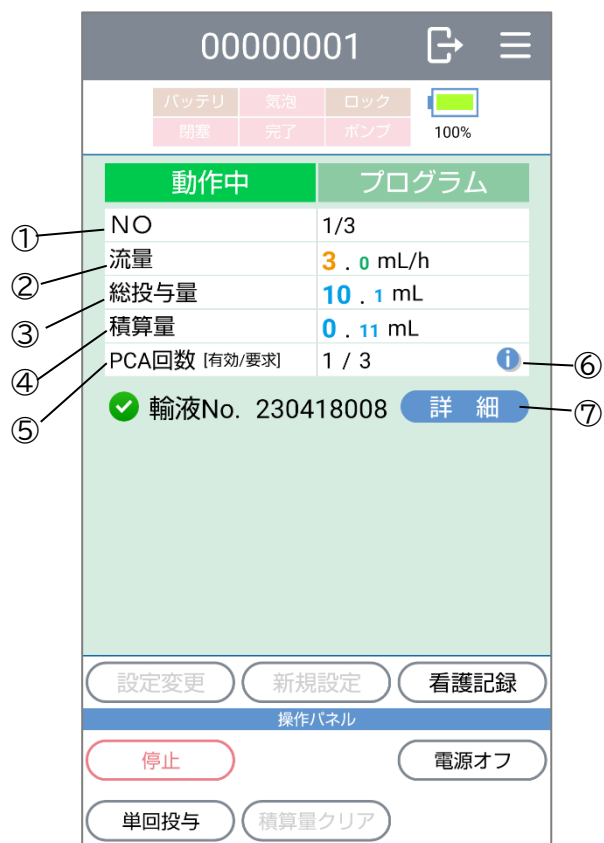 00000001
バッテリ 気泡 ロック
閉塞 完了 ポンプ 100%
動作中 プログラム
① NO 1/3
② 流量 3.0 mL/h
③ 総投与量 10.1 mL
④ 積算量 0.11 mL
⑤ PCA回数 [有効/要求] 1 / 3 ⑥
輸液No. 230418008 詳 細 ⑦
設定変更 新規設定 看護記録
操作パネル
停止 電源オフ
単回投与 積算量クリア